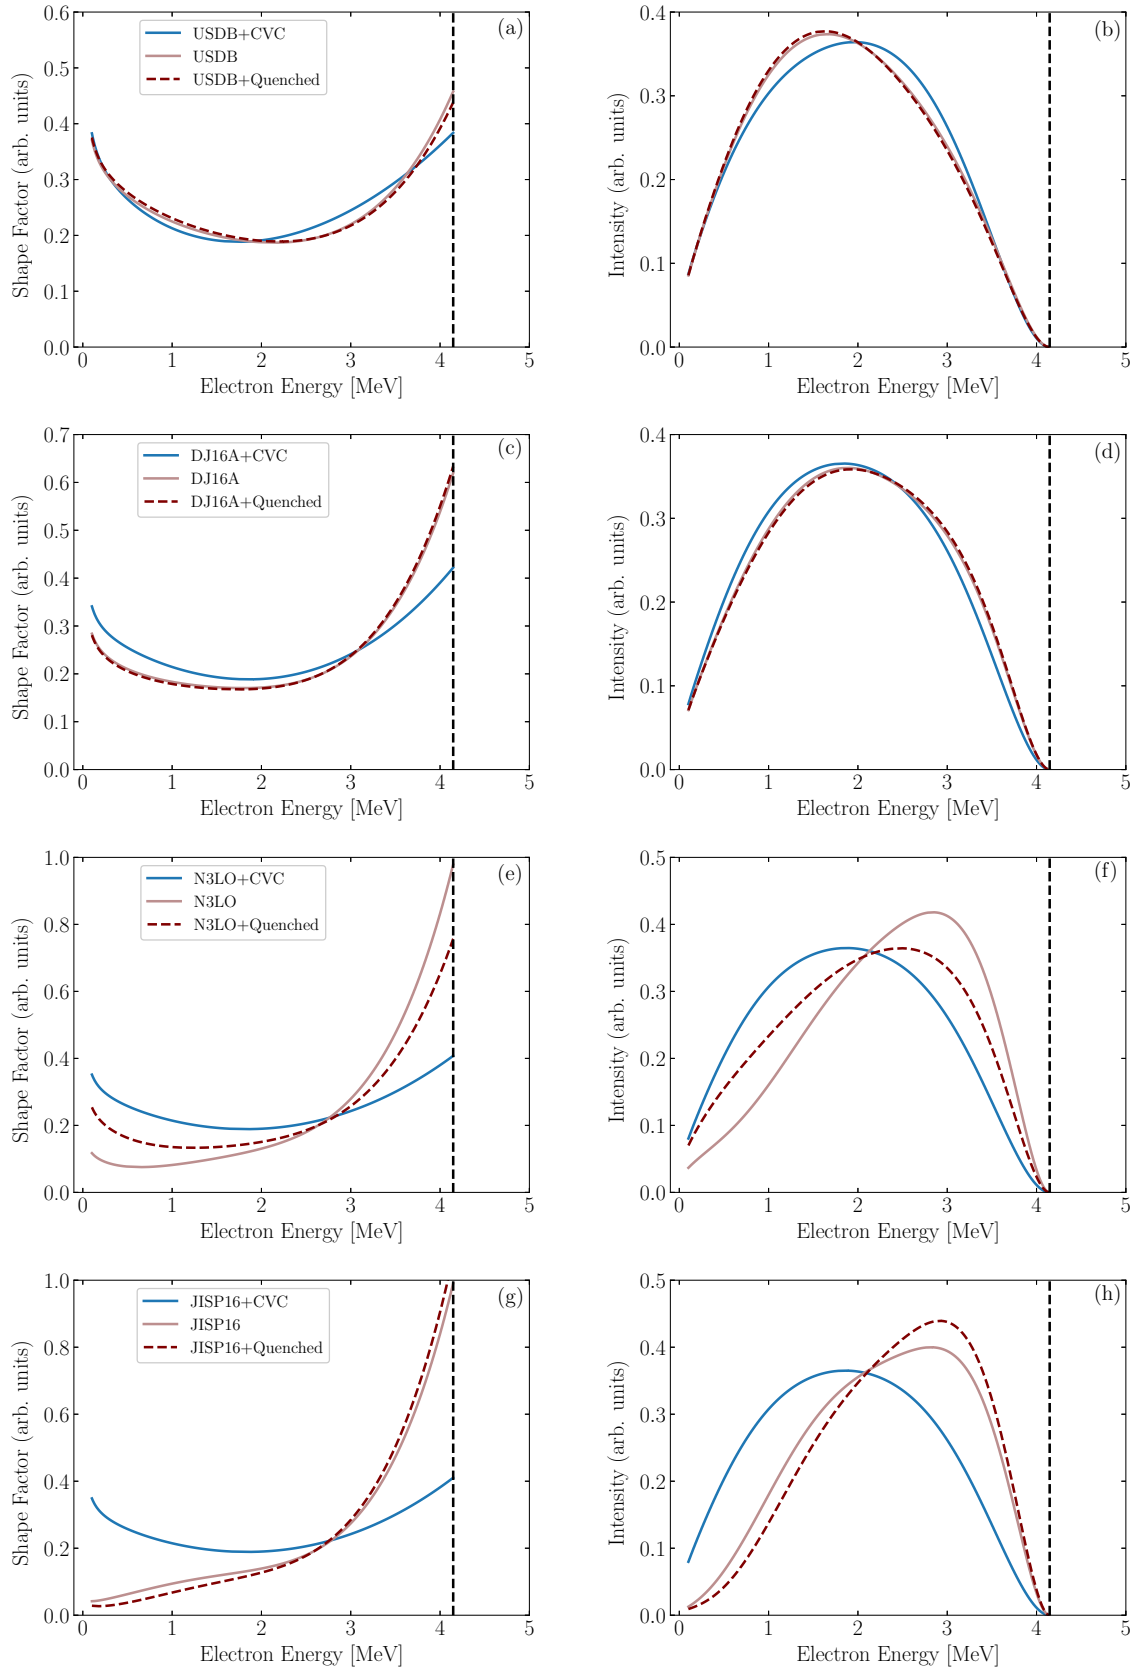 (a)
USDB+CVC
USDB
USDB+Quenched
Shape Factor (arb. units)
0.6
0.5
0.4
0.3
0.2
0.1
0.0
0 1 2 3 4 5
Electron Energy [MeV]
(b)
Intensity (arb. units)
0.4
0.3
0.2
0.1
0.0
0 1 2 3 4 5
Electron Energy [MeV]
(c)
DJ16A+CVC
DJ16A
DJ16A+Quenched
Shape Factor (arb. units)
0.7
0.6
0.5
0.4
0.3
0.2
0.1
0.0
0 1 2 3 4 5
Electron Energy [MeV]
(d)
Intensity (arb. units)
0.4
0.3
0.2
0.1
0.0
0 1 2 3 4 5
Electron Energy [MeV]
(e)
N3LO+CVC
N3LO
N3LO+Quenched
Shape Factor (arb. units)
1.0
0.8
0.6
0.4
0.2
0.0
0 1 2 3 4 5
Electron Energy [MeV]
(f)
Intensity (arb. units)
0.5
0.4
0.3
0.2
0.1
0.0
0 1 2 3 4 5
Electron Energy [MeV]
(g)
JISP16+CVC
JISP16
JISP16+Quenched
Shape Factor (arb. units)
1.0
0.8
0.6
0.4
0.2
0.0
0 1 2 3 4 5
Electron Energy [MeV]
(h)
Intensity (arb. units)
0.5
0.4
0.3
0.2
0.1
0.0
0 1 2 3 4 5
Electron Energy [MeV]